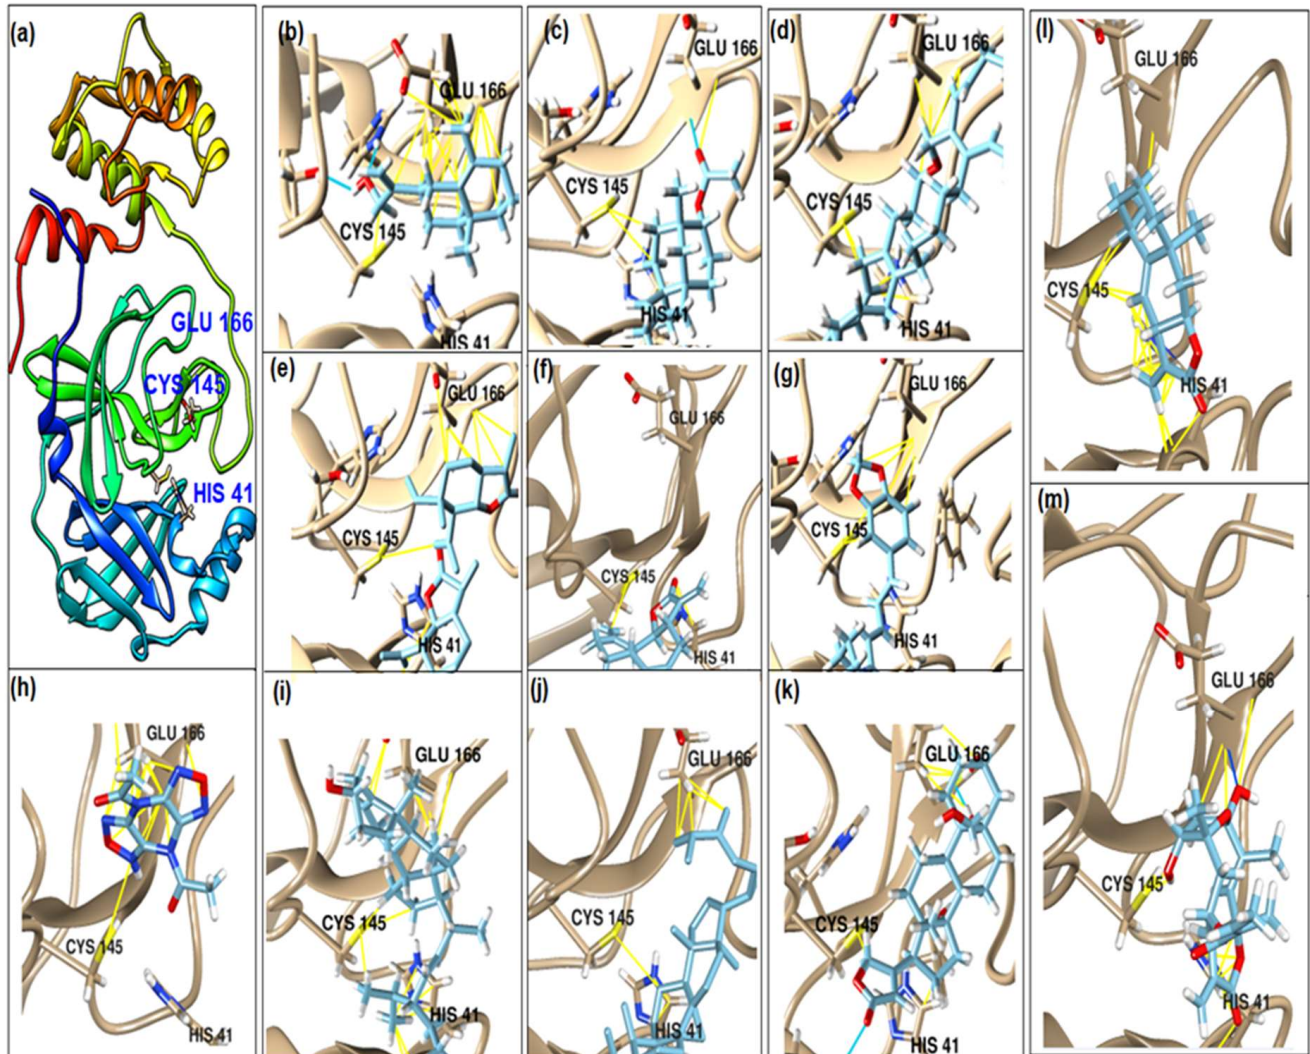 (a)
GLU 166
CYS 145
HIS 41
(b)
GLU 166
CYS 145
HIS 41
(c)
GLU 166
CYS 145
HIS 41
(d)
GLU 166
CYS 145
HIS 41
(e)
GLU 166
CYS 145
HIS 41
(f)
GLU 166
CYS 145
HIS 41
(g)
GLU 166
CYS 145
HIS 41
(h)
GLU 166
CYS 145
HIS 41
(i)
GLU 166
CYS 145
HIS 41
(j)
GLU 166
CYS 145
HIS 41
(k)
GLU 166
CYS 145
HIS 41
(l)
GLU 166
CYS 145
HIS 41
(m)
GLU 166
CYS 145
HIS 41